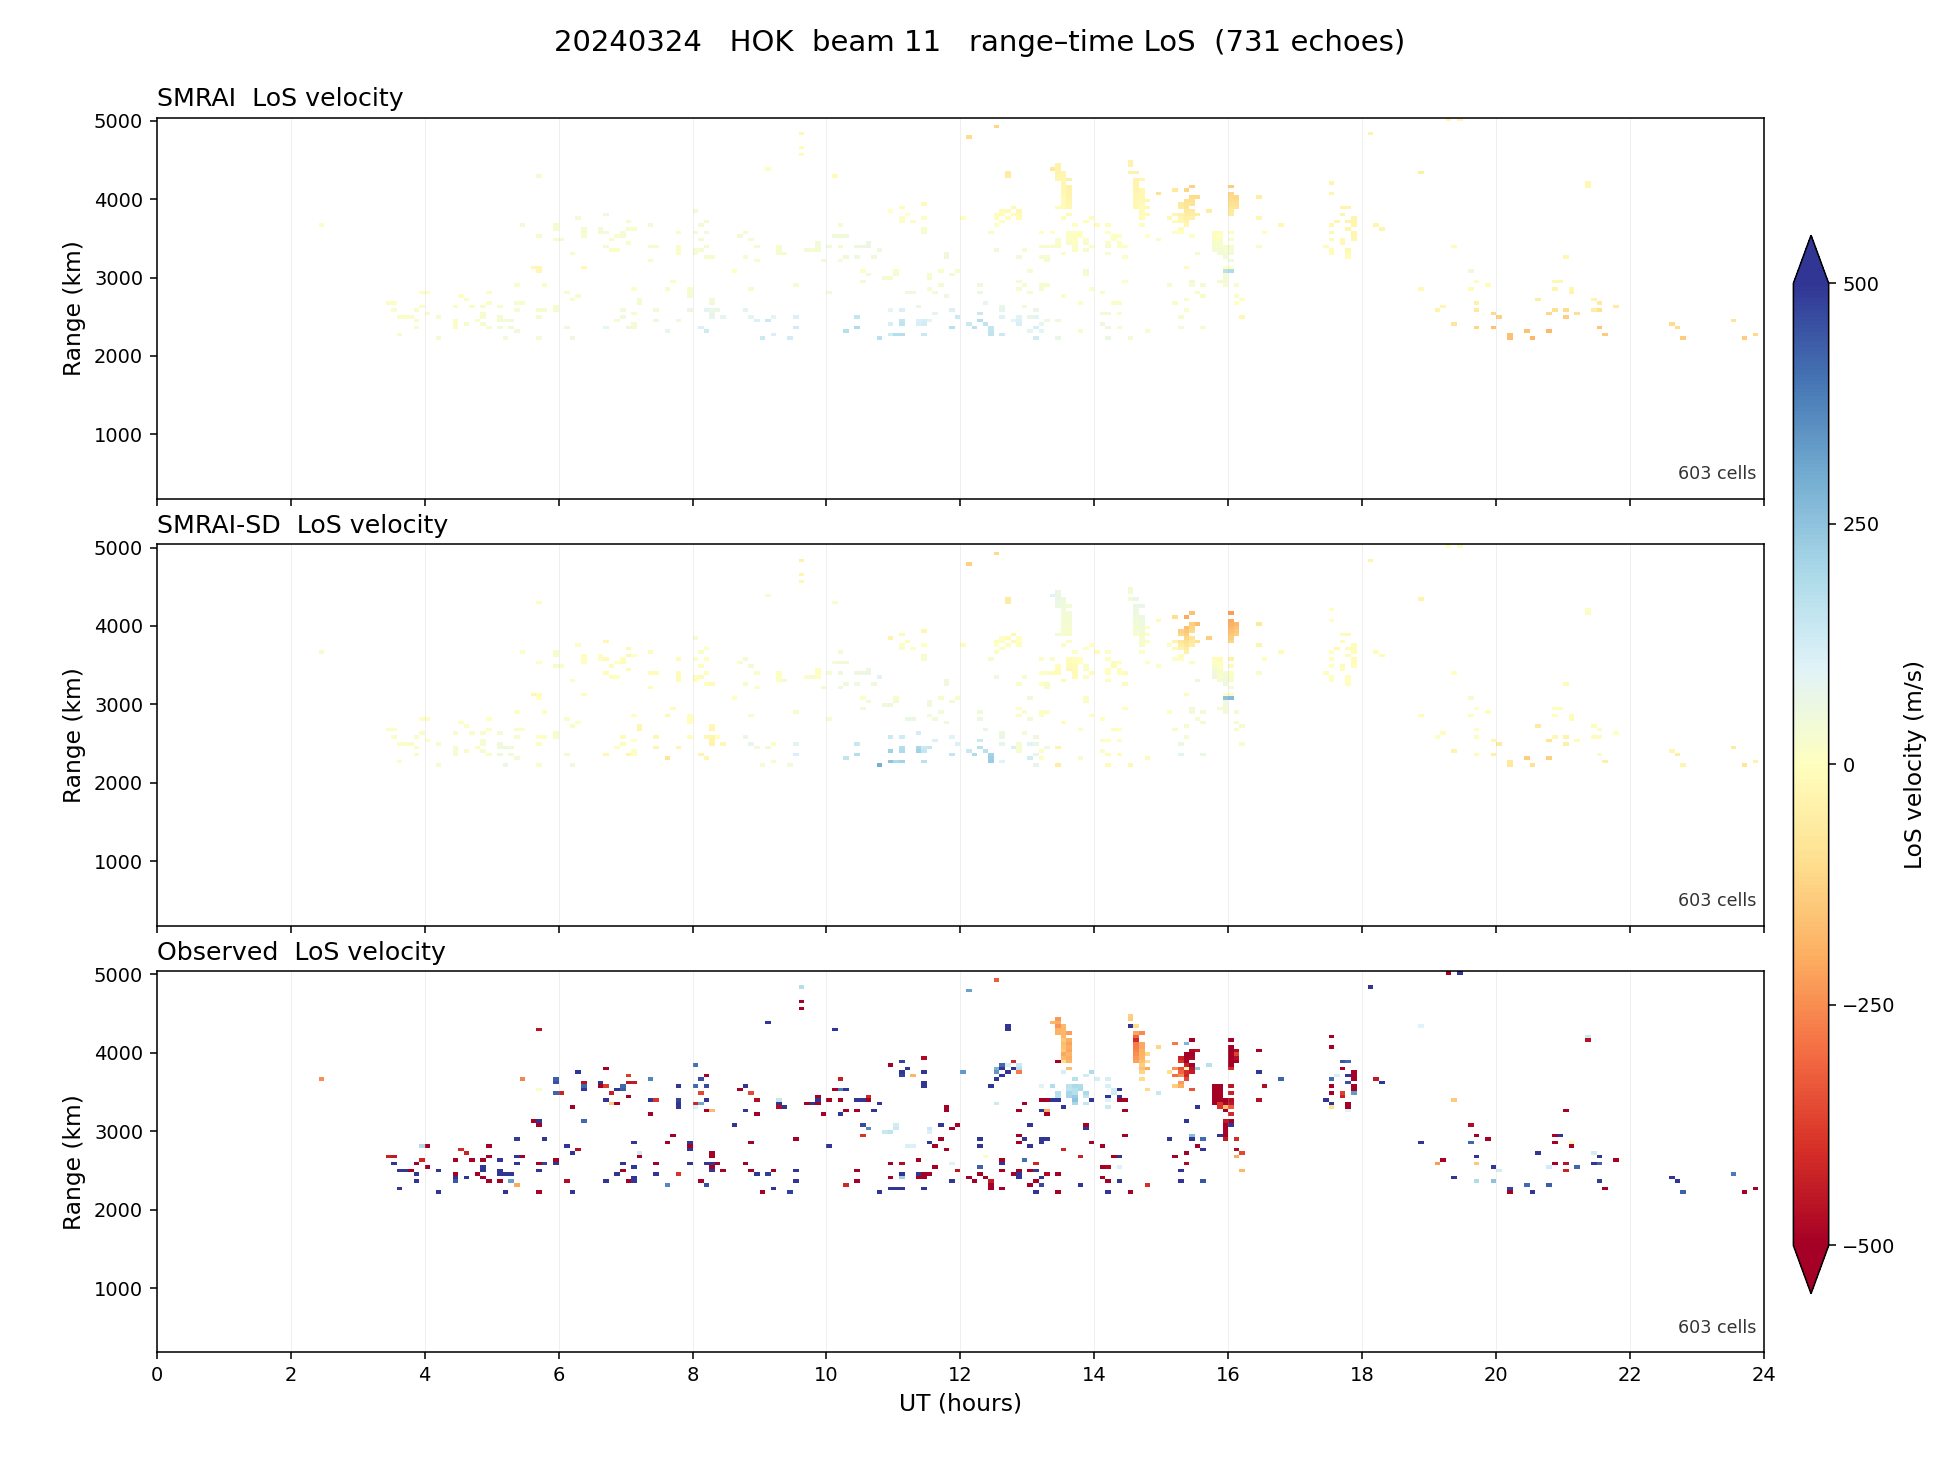 20240324   HOK  beam 11   range–time LoS  (731 echoes)
SMRAI  LoS velocity
5000
4000
3000
2000
1000
Range (km)
603 cells
SMRAI-SD  LoS velocity
5000
4000
3000
2000
1000
Range (km)
603 cells
Observed  LoS velocity
5000
4000
3000
2000
1000
Range (km)
603 cells
0 2 4 6 8 10 12 14 16 18 20 22 24
UT (hours)
500
250
0
−250
−500
LoS velocity (m/s)